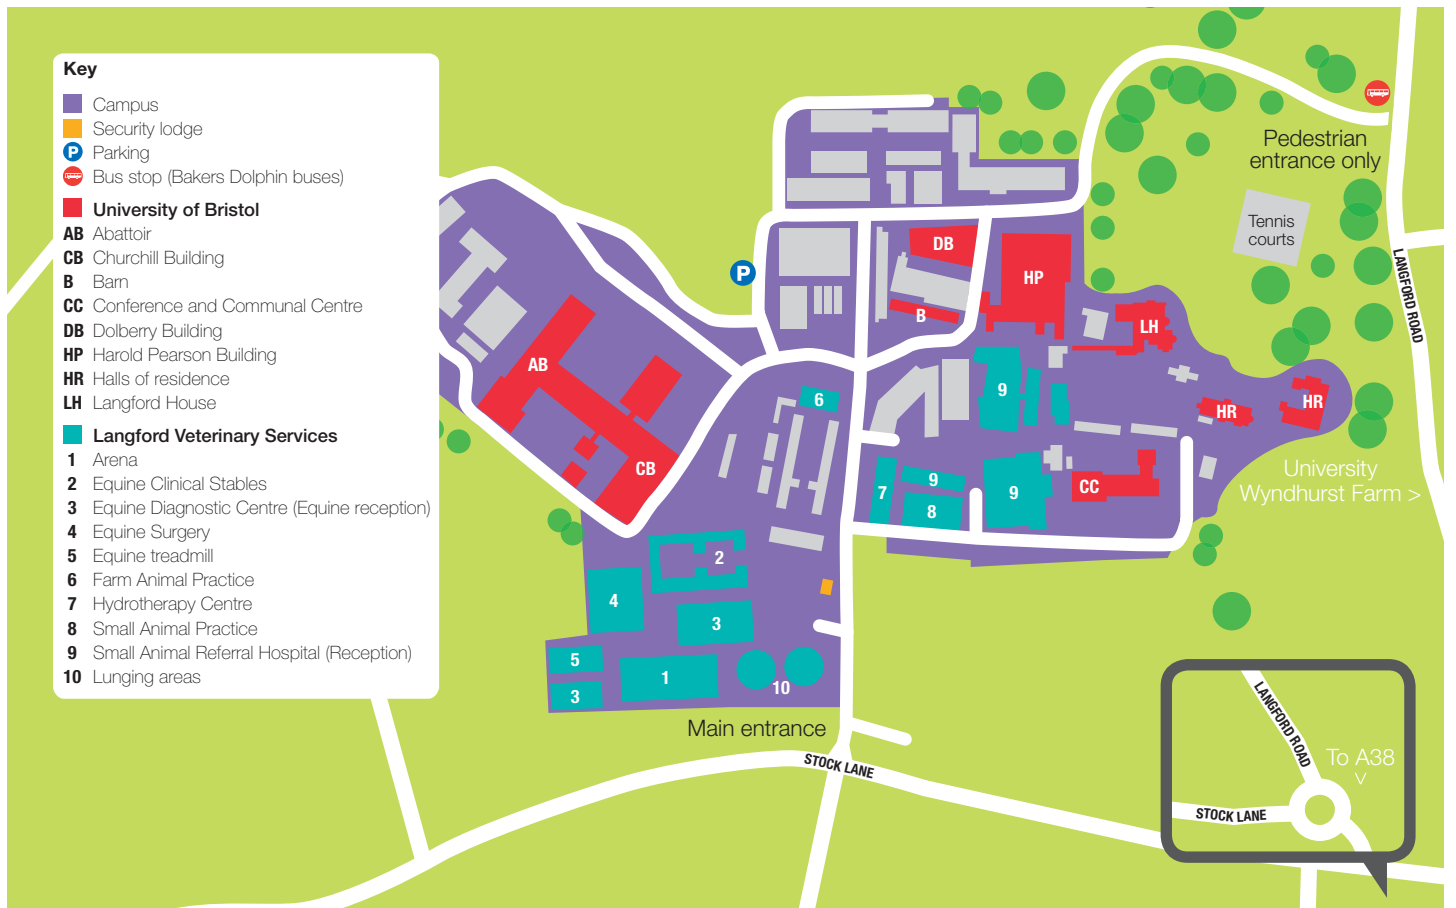 Key
Campus
Security lodge
P Parking
Bus stop (Bakers Dolphin buses)
University of Bristol
AB Abattoir
CB Churchill Building
B Barn
CC Conference and Communal Centre
DB Dolberry Building
HP Harold Pearson Building
HR Halls of residence
LH Langford House
Langford Veterinary Services
1 Arena
2 Equine Clinical Stables
3 Equine Diagnostic Centre (Equine reception)
4 Equine Surgery
5 Equine treadmill
6 Farm Animal Practice
7 Hydrotherapy Centre
8 Small Animal Practice
9 Small Animal Referral Hospital (Reception)
10 Lunging areas
Pedestrian
entrance only
Tennis
courts
LANGFORD ROAD
P
DB
HP
B
LH
AB
9
6
HR
HR
CB
7
9
8
9
CC
University
Wyndhurst Farm >
2
4
3
5
1
3
10
Main entrance
STOCK LANE
LANGFORD ROAD
To A38
STOCK LANE